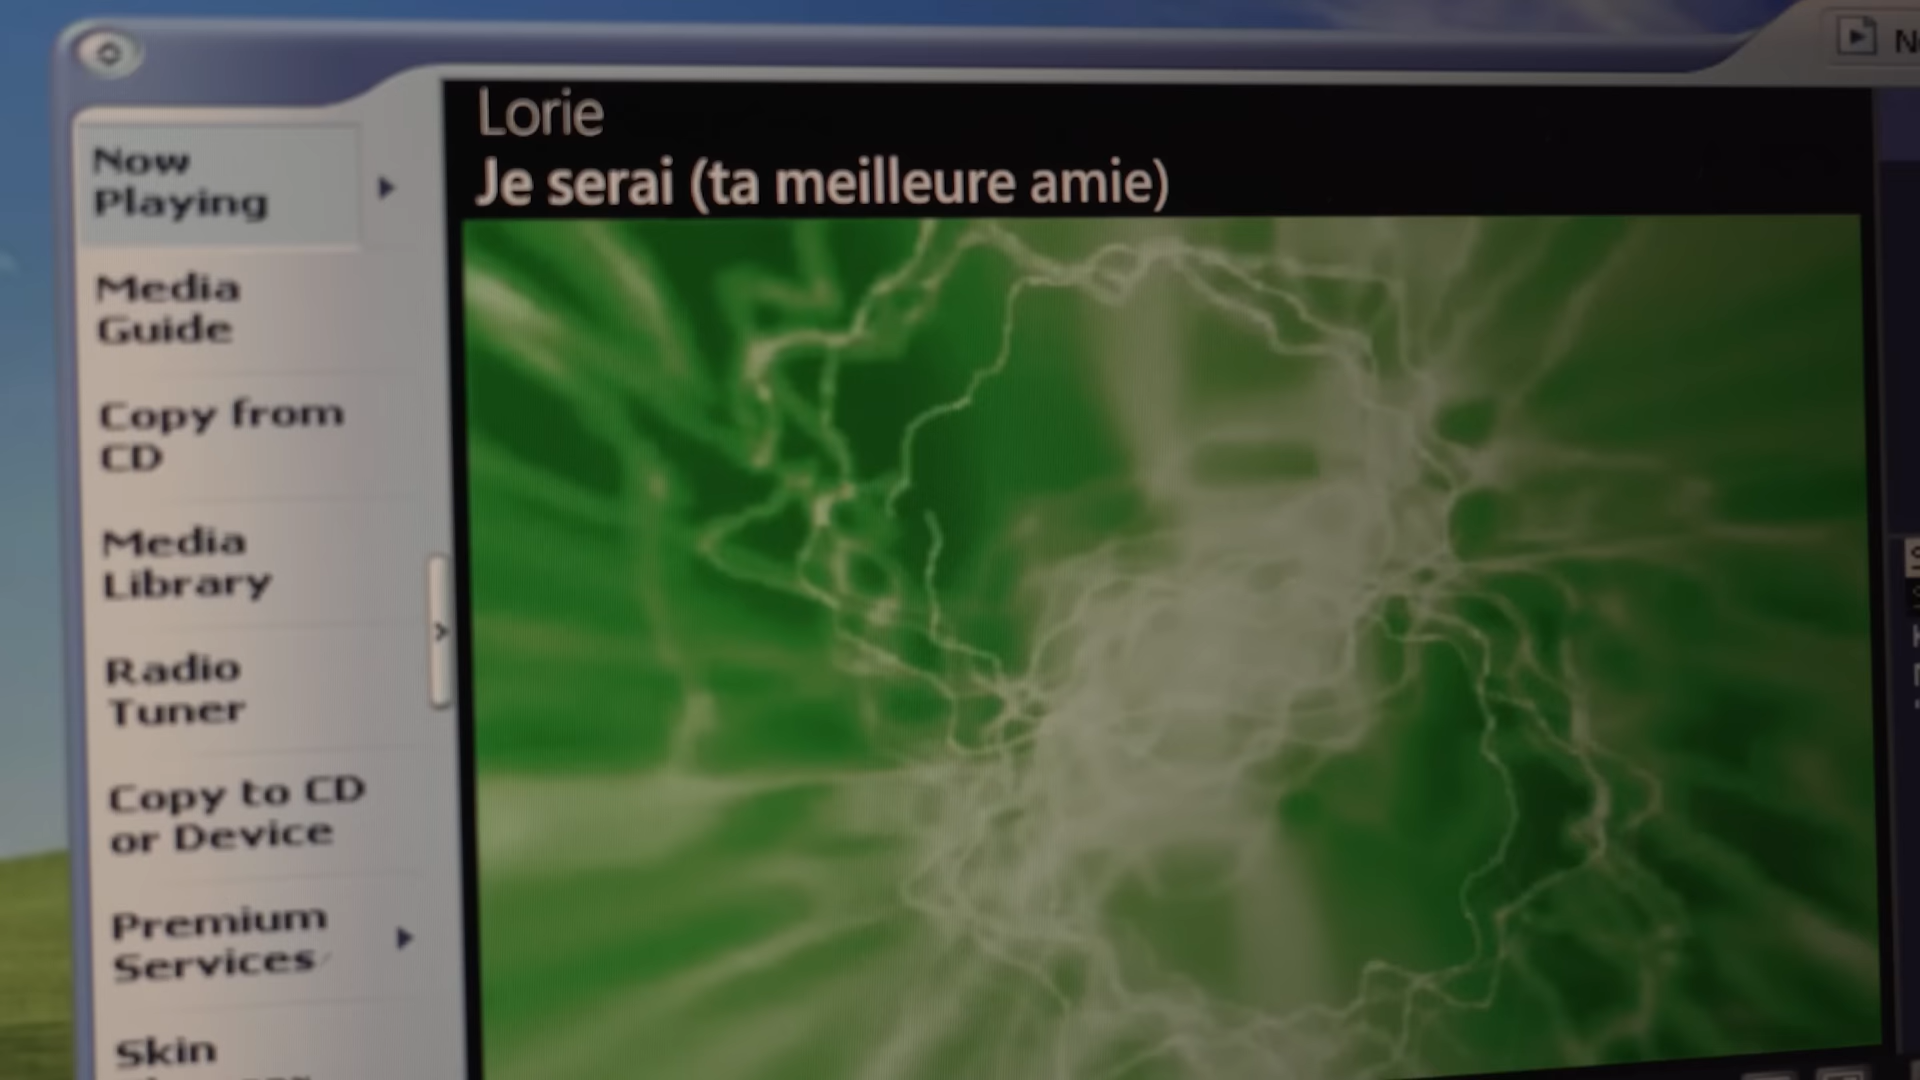 Lorie
Je serai (ta meilleure amie)
Now
Playing
Media
Guide
Copy from
CD
Media
Library
Radio
Tuner
Copy to CD
or Device
Premium
Services
Skin